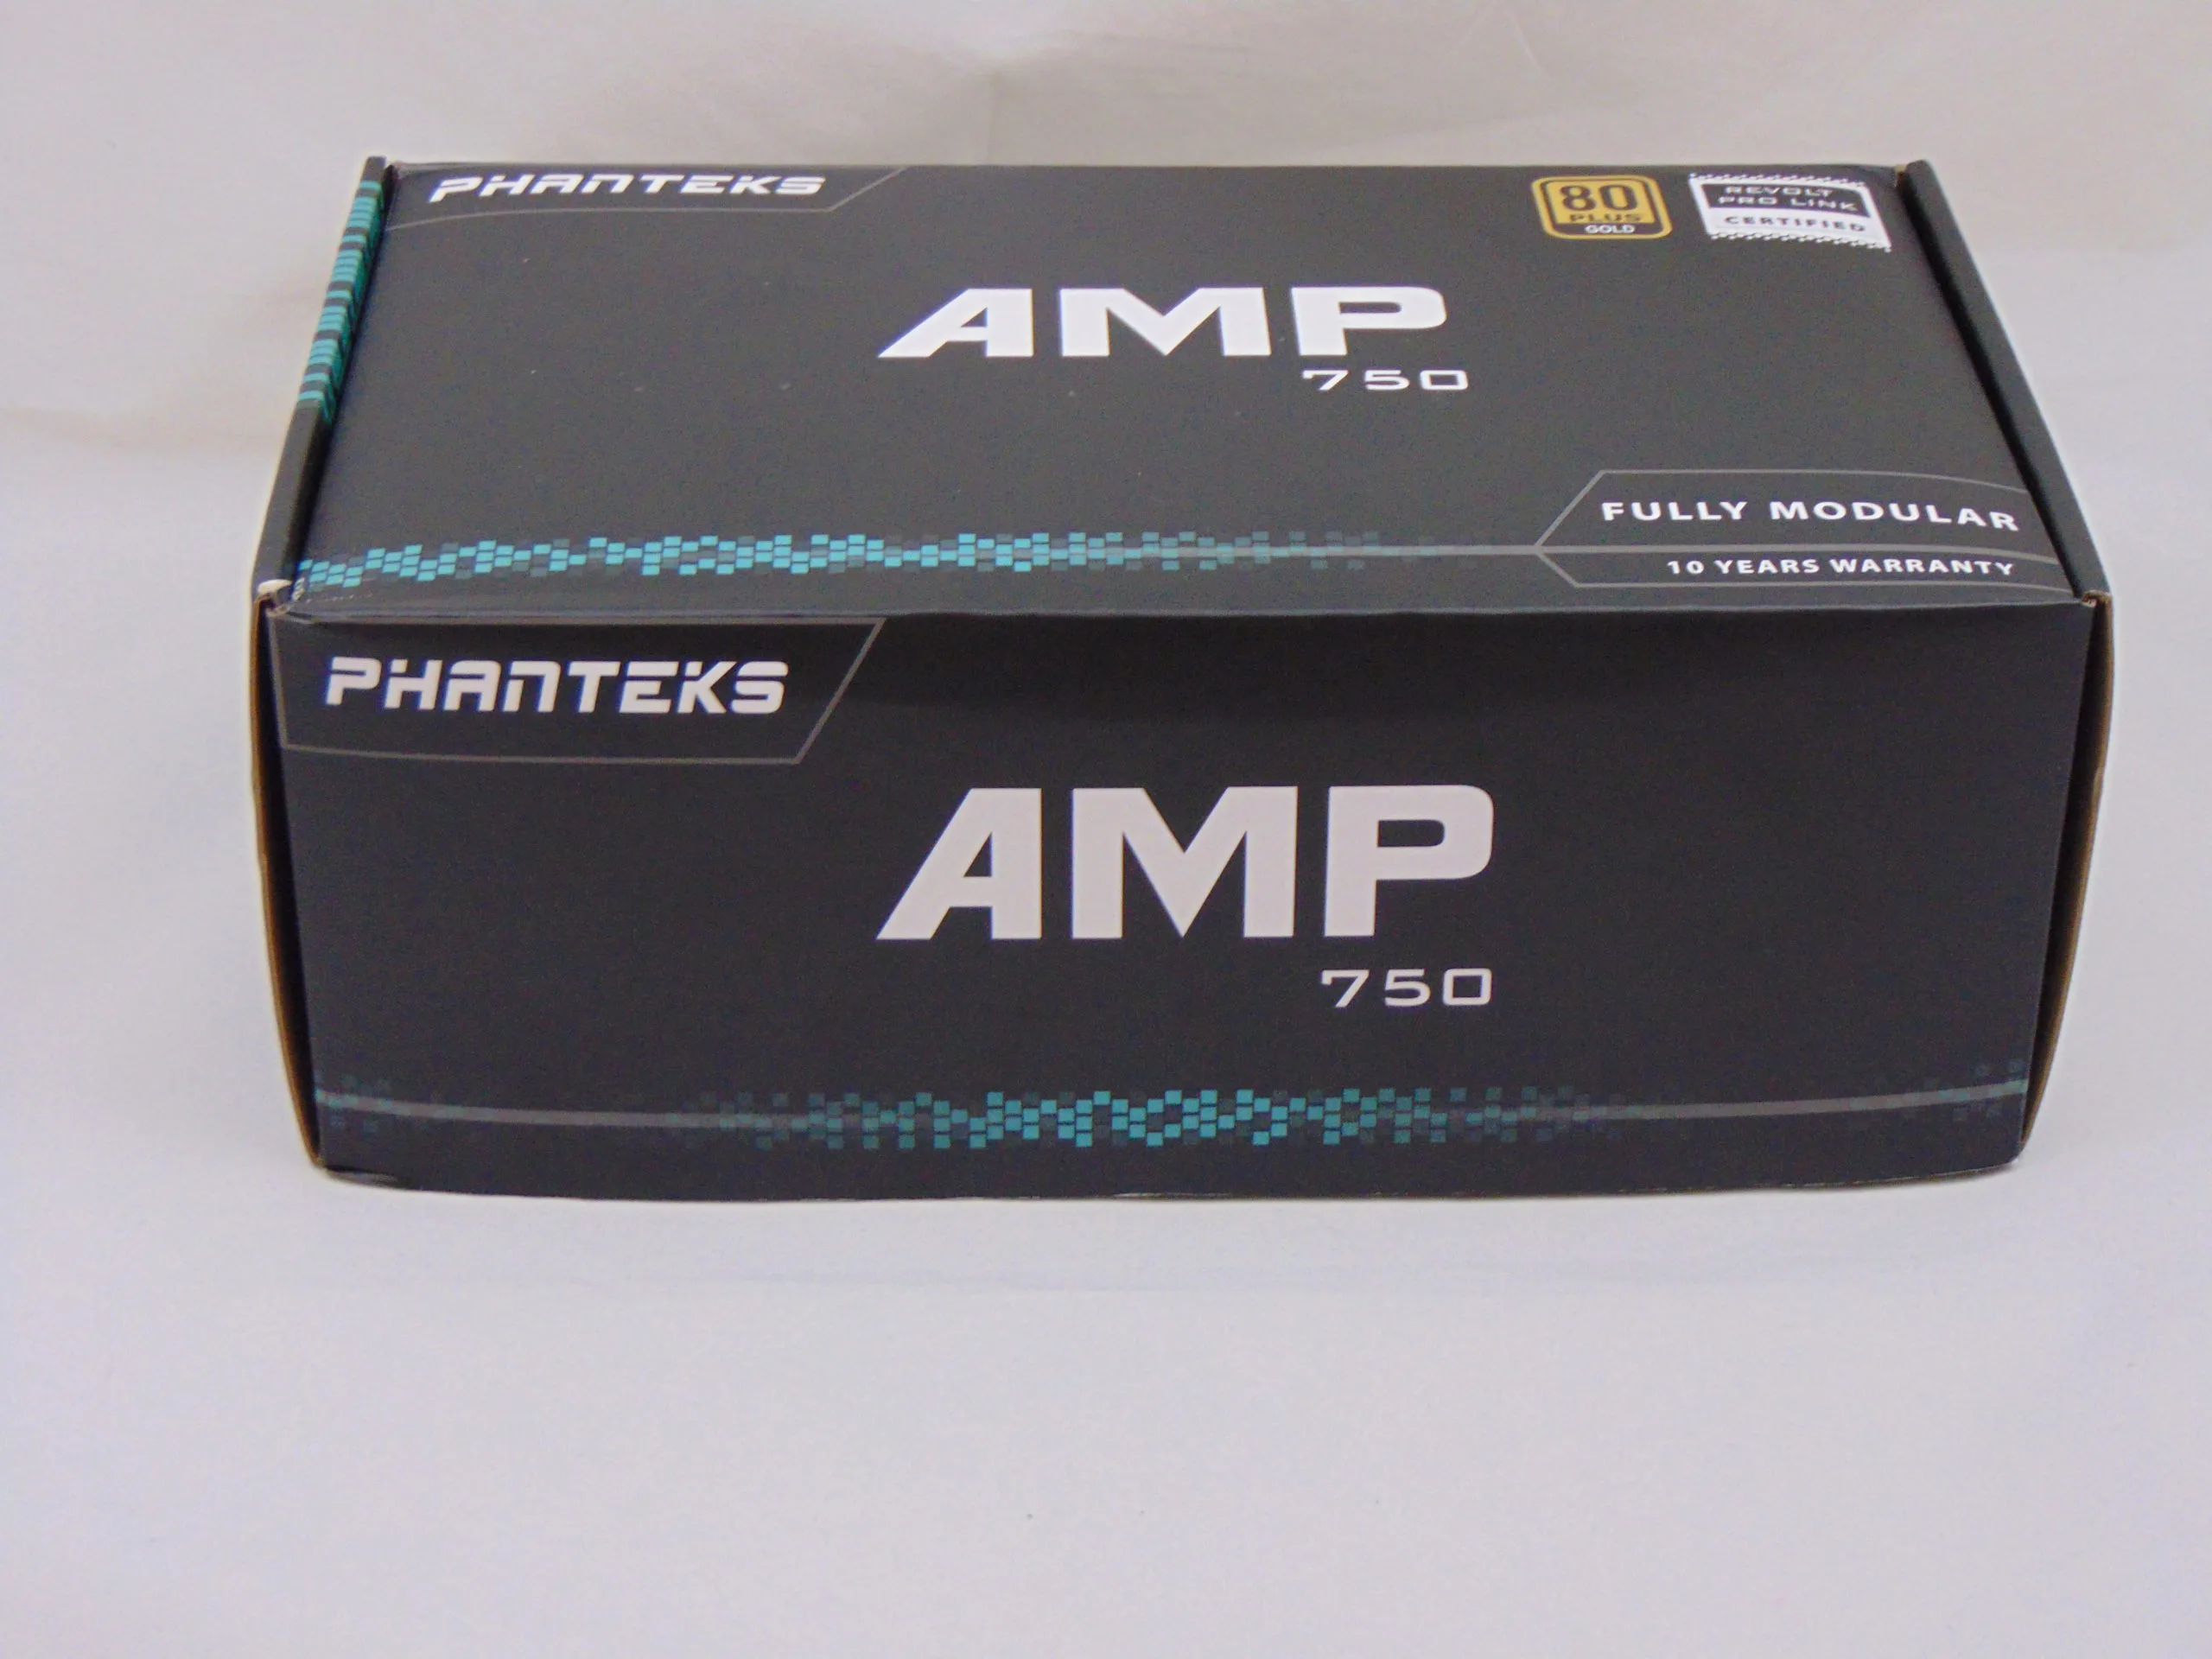 PHANTEKS
80
PLUS
GOLD
REVOLT
PRO LINK
CERTIFIED
AMP
750
FULLY MODULAR
10 YEARS WARRANTY
PHANTEKS
AMP
750